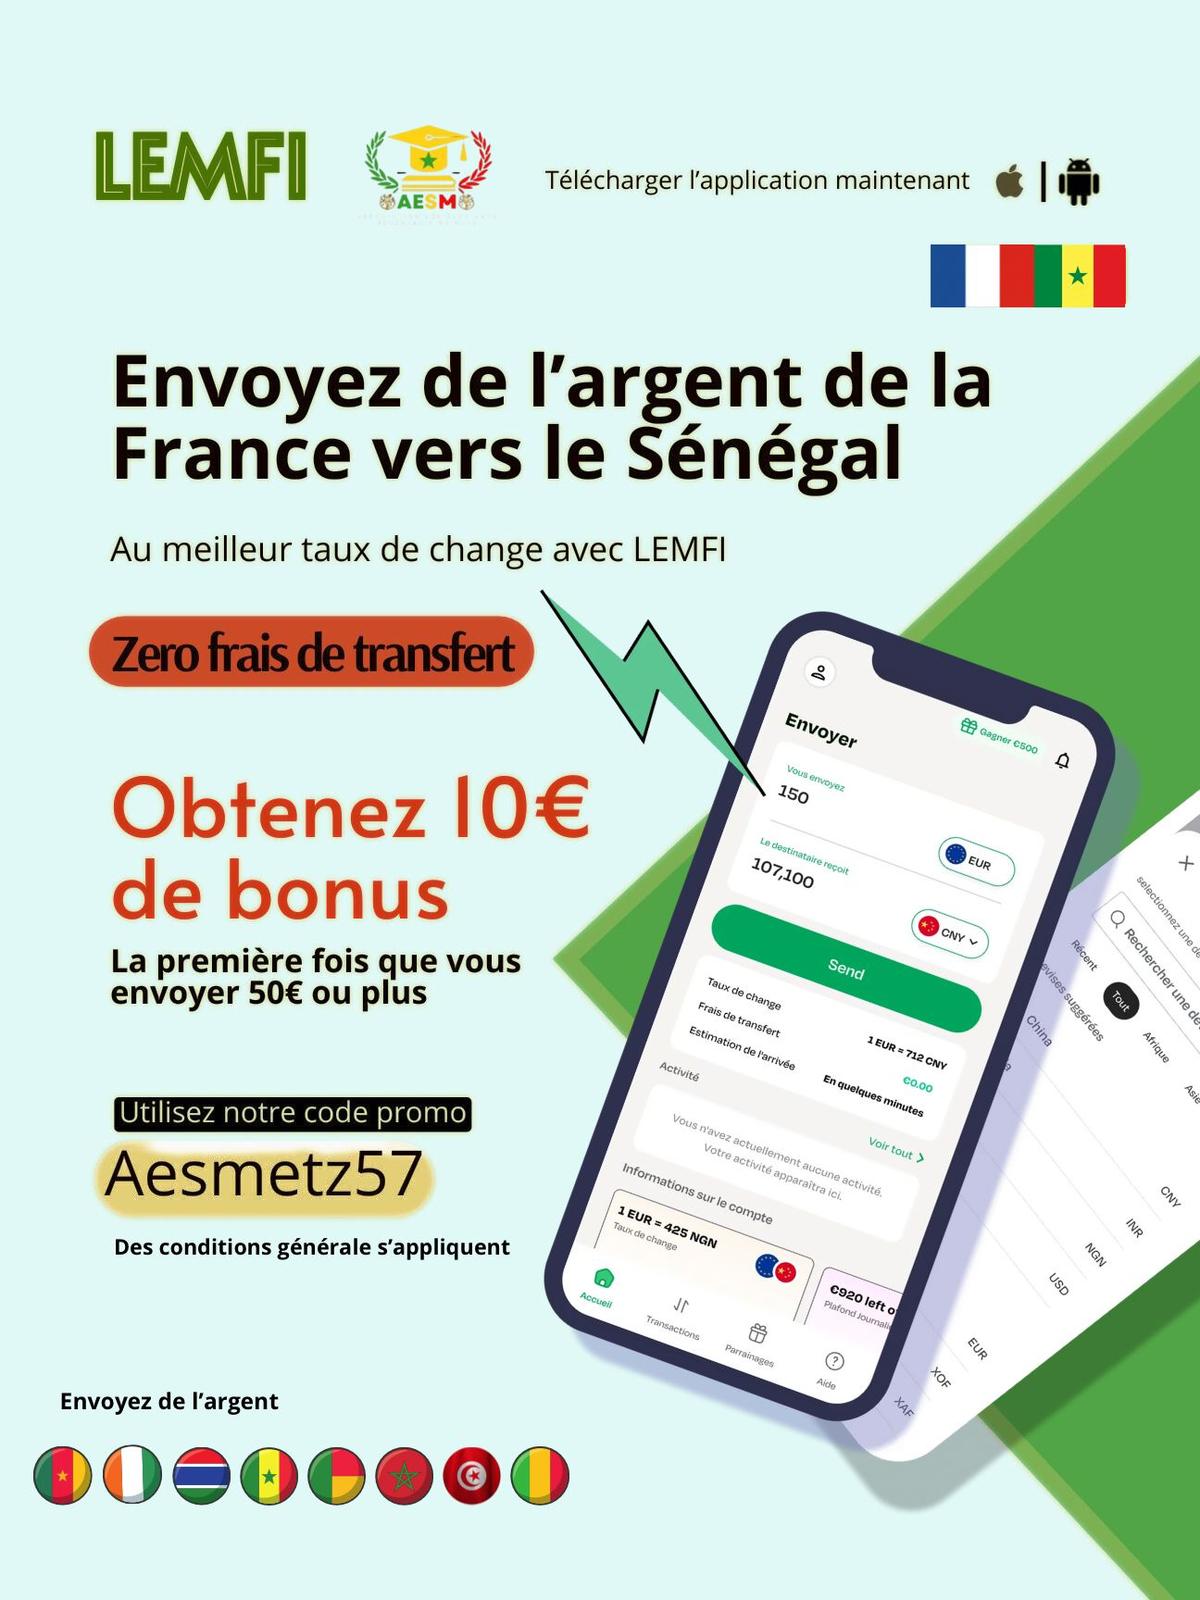 LEMFI
AESM
Télécharger l’application maintenant
Envoyez de l’argent de la
France vers le Sénégal
Au meilleur taux de change avec LEMFI
Zero frais de transfert
Obtenez 10€
de bonus
La première fois que vous
envoyer 50€ ou plus
Utilisez notre code promo
Aesmetz57
Des conditions générale s’appliquent
Envoyez de l’argent
Gagner €500
Envoyer
Vous envoyez
150
EUR
Le destinataire reçoit
107,100
CNY
Send
Taux de change
1 EUR = 712 CNY
Frais de transfert
€0.00
Estimation de l'arrivée
En quelques minutes
Activité
Voir tout
Vous n'avez actuellement aucune activité.
Votre activité apparaîtra ici.
Informations sur le compte
1 EUR = 425 NGN
Taux de change
€920 left
Plafond
Accueil
Transactions
Parrainages
Aide
selectionnez une
Rechercher une
Récent
Tout
Afrique
suggérées
China
CNY
INR
NGN
USD
EUR
XOF
XAF